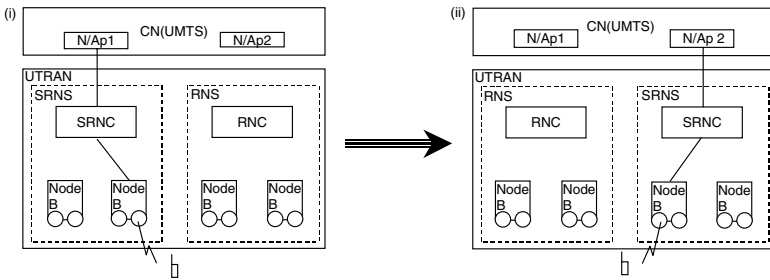 (i)
CN(UMTS)
N/Ap1
N/Ap2
UTRAN
SRNS
SRNC
Node
B
Node
B
RNS
RNC
Node
B
Node
B
(ii)
CN(UMTS)
N/Ap1
N/Ap 2
UTRAN
RNS
RNC
Node
B
Node
B
SRNS
SRNC
Node
B
Node
B